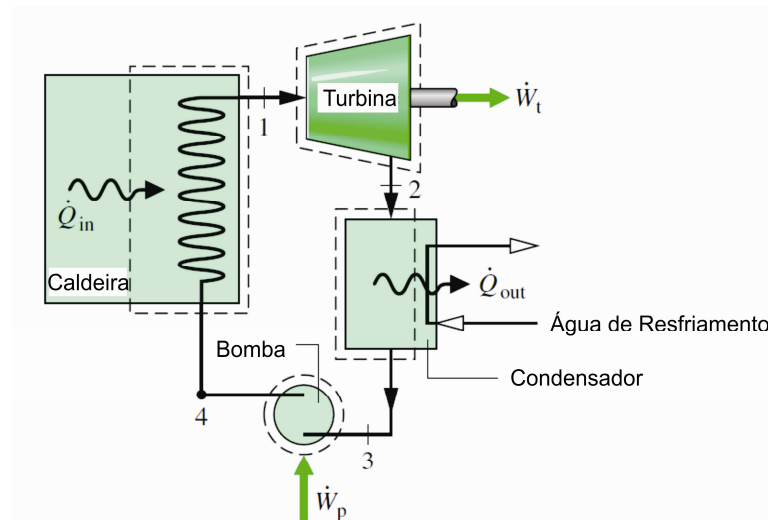 Turbina
Ẇt
1
2
Q̇in
Caldeira
Q̇out
Água de Resfriamento
Bomba
Condensador
4
3
Ẇp